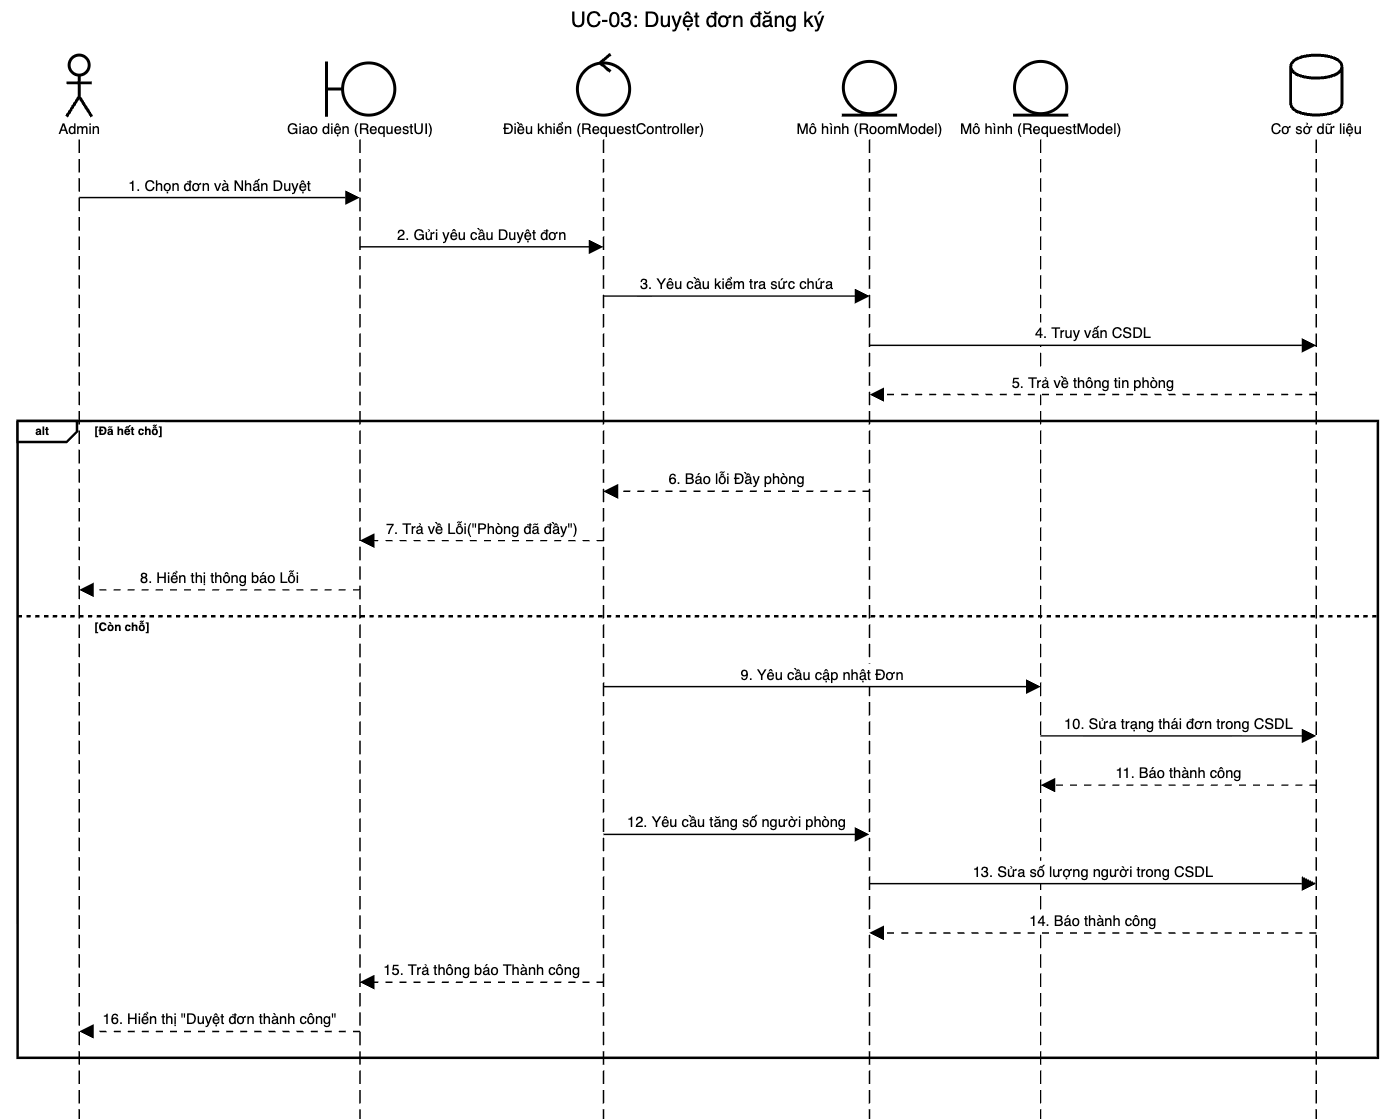 UC-03: Duyệt đơn đăng ký
Admin
Giao diện (RequestUI)
Điều khiển (RequestController)
Mô hình (RoomModel)
Mô hình (RequestModel)
Cơ sở dữ liệu
1. Chọn đơn và Nhấn Duyệt
2. Gửi yêu cầu Duyệt đơn
3. Yêu cầu kiểm tra sức chứa
4. Truy vấn CSDL
5. Trả về thông tin phòng
alt
[Đã hết chỗ]
6. Báo lỗi Đầy phòng
7. Trả về Lỗi("Phòng đã đầy")
8. Hiển thị thông báo Lỗi
[Còn chỗ]
9. Yêu cầu cập nhật Đơn
10. Sửa trạng thái đơn trong CSDL
11. Báo thành công
12. Yêu cầu tăng số người phòng
13. Sửa số lượng người trong CSDL
14. Báo thành công
15. Trả thông báo Thành công
16. Hiển thị "Duyệt đơn thành công"